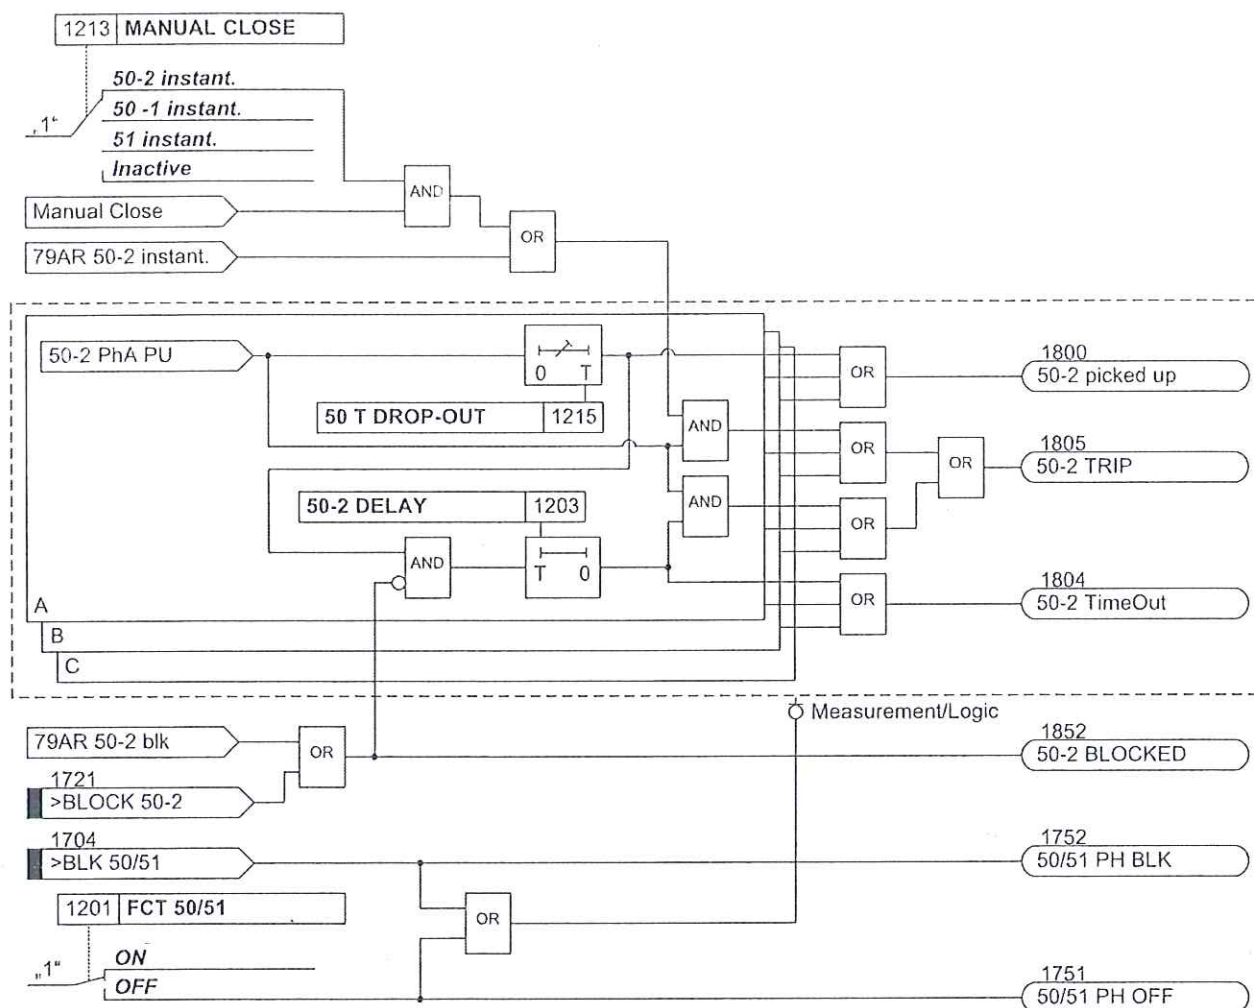 1213 MANUAL CLOSE
50-2 instant.
„1“
50 -1 instant.
51 instant.
Inactive
AND
Manual Close
OR
79AR 50-2 instant.
50-2 PhA PU
0 T
OR
1800
50-2 picked up
50 T DROP-OUT 1215
AND
OR
OR
1805
50-2 TRIP
50-2 DELAY 1203
AND
OR
AND
T 0
OR
1804
50-2 TimeOut
A
B
C
Measurement/Logic
79AR 50-2 blk
OR
1852
50-2 BLOCKED
1721
>BLOCK 50-2
1704
>BLK 50/51
1752
50/51 PH BLK
1201 FCT 50/51
OR
„1“
ON
OFF
1751
50/51 PH OFF